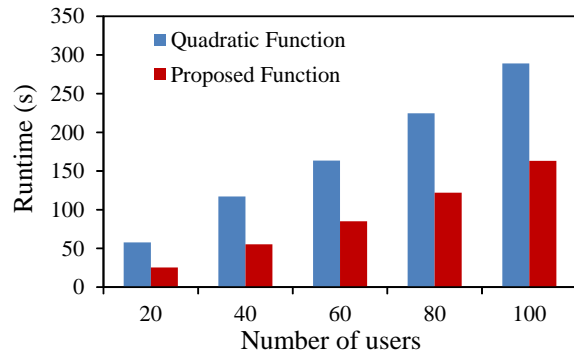 350
300
250
200
150
100
50
0
Runtime (s)
Quadratic Function
Proposed Function
20 40 60 80 100
Number of users